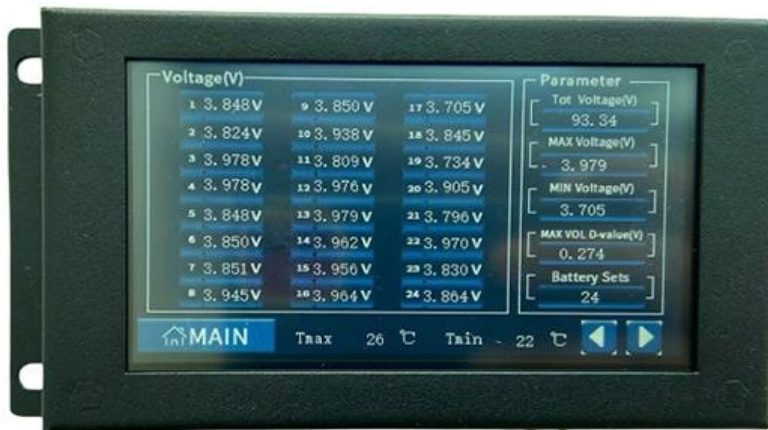 Voltage(V)
1 3.848V 9 3.850V 17 3.705V
2 3.824V 10 3.938V 18 3.845V
3 3.978V 11 3.809V 19 3.734V
4 3.978V 12 3.976V 20 3.905V
5 3.848V 13 3.979V 21 3.796V
6 3.850V 14 3.962V 22 3.970V
7 3.851V 15 3.956V 23 3.830V
8 3.945V 16 3.964V 24 3.864V
Parameter
Tot Voltage(V)
93.34
MAX Voltage(V)
3.979
MIN Voltage(V)
3.705
MAX VOL D-value(V)
0.274
Battery Sets
24
MAIN Tmax 26 ℃ Tmin - 22 ℃